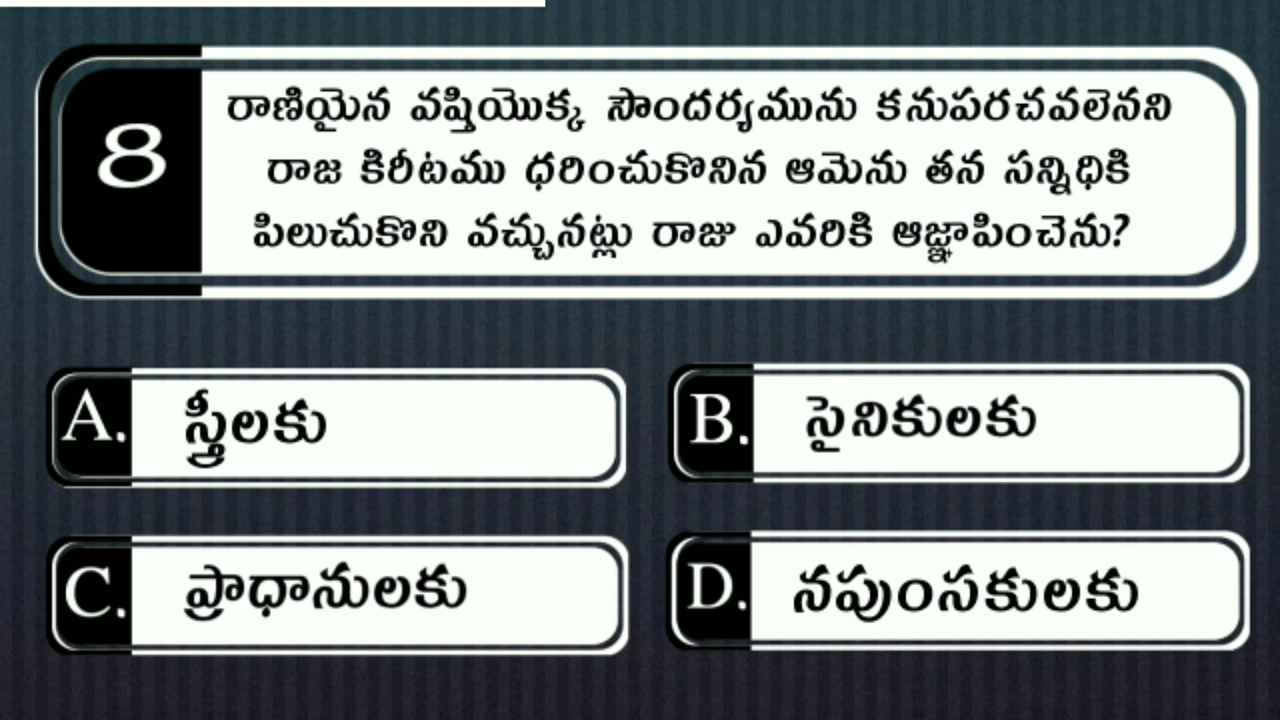 8
రాణియైన వష్తియొక్క సౌందర్యమును కనుపరచవలెనని
రాజ కిరీటము ధరించుకొనిన ఆమెను తన సన్నిధికి
పిలుచుకొని వచ్చునట్లు రాజు ఎవరికి ఆజ్ఞాపించెను?
A. స్త్రీలకు
B. సైనికులకు
C. ప్రాధానులకు
D. నపుంసకులకు